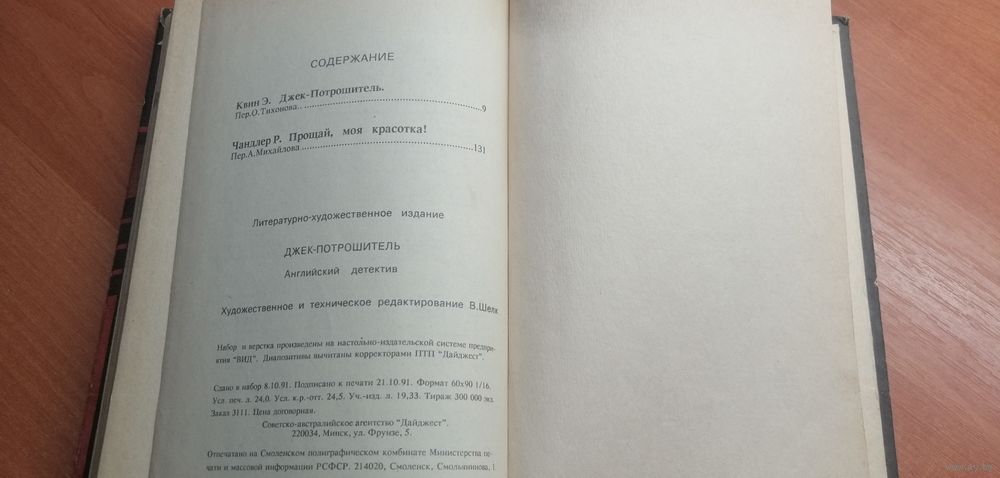 СОДЕРЖАНИЕ
Квин Э. Джек-Потрошитель.
Пер.О.Тихонова.. 9
Чандлер Р. Прощай, моя красотка!
Пер.А.Михайлова 131
Литературно-художественное издание
ДЖЕК-ПОТРОШИТЕЛЬ
Английский детектив
Художественное и техническое редактирование В.Шелк
Набор и верстка произведены на настольно-издательской системе предпри-
ятия "ВИД". Диапозитивы вычитаны корректорами ПТП "Дайджест".
Сдано в набор 8.10.91. Подписано к печати 21.10.91. Формат 60х90 1/16.
Усл. печ. л. 24,0. Усл. к.р.-отт. 24,5. Уч.-изд. л. 19,33. Тираж 300 000 экз.
Заказ 3111. Цена договорная.
Советско-австралийское агентство "Дайджест".
220034, Минск, ул. Фрунзе, 5.
Отпечатано на Смоленском полиграфическом комбинате Министерства пе-
чати и массовой информации РСФСР. 214020, Смоленск, Смольянинова, 1
www.ay.by